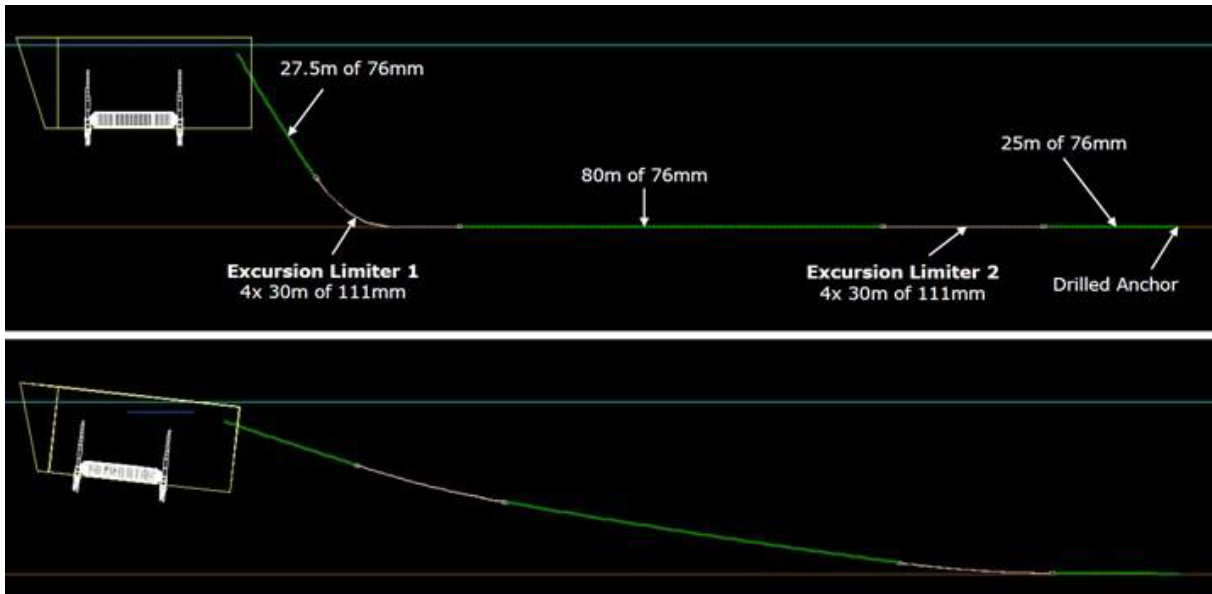 27.5m of 76mm
80m of 76mm
25m of 76mm
Excursion Limiter 1
4x 30m of 111mm
Excursion Limiter 2
4x 30m of 111mm
Drilled Anchor